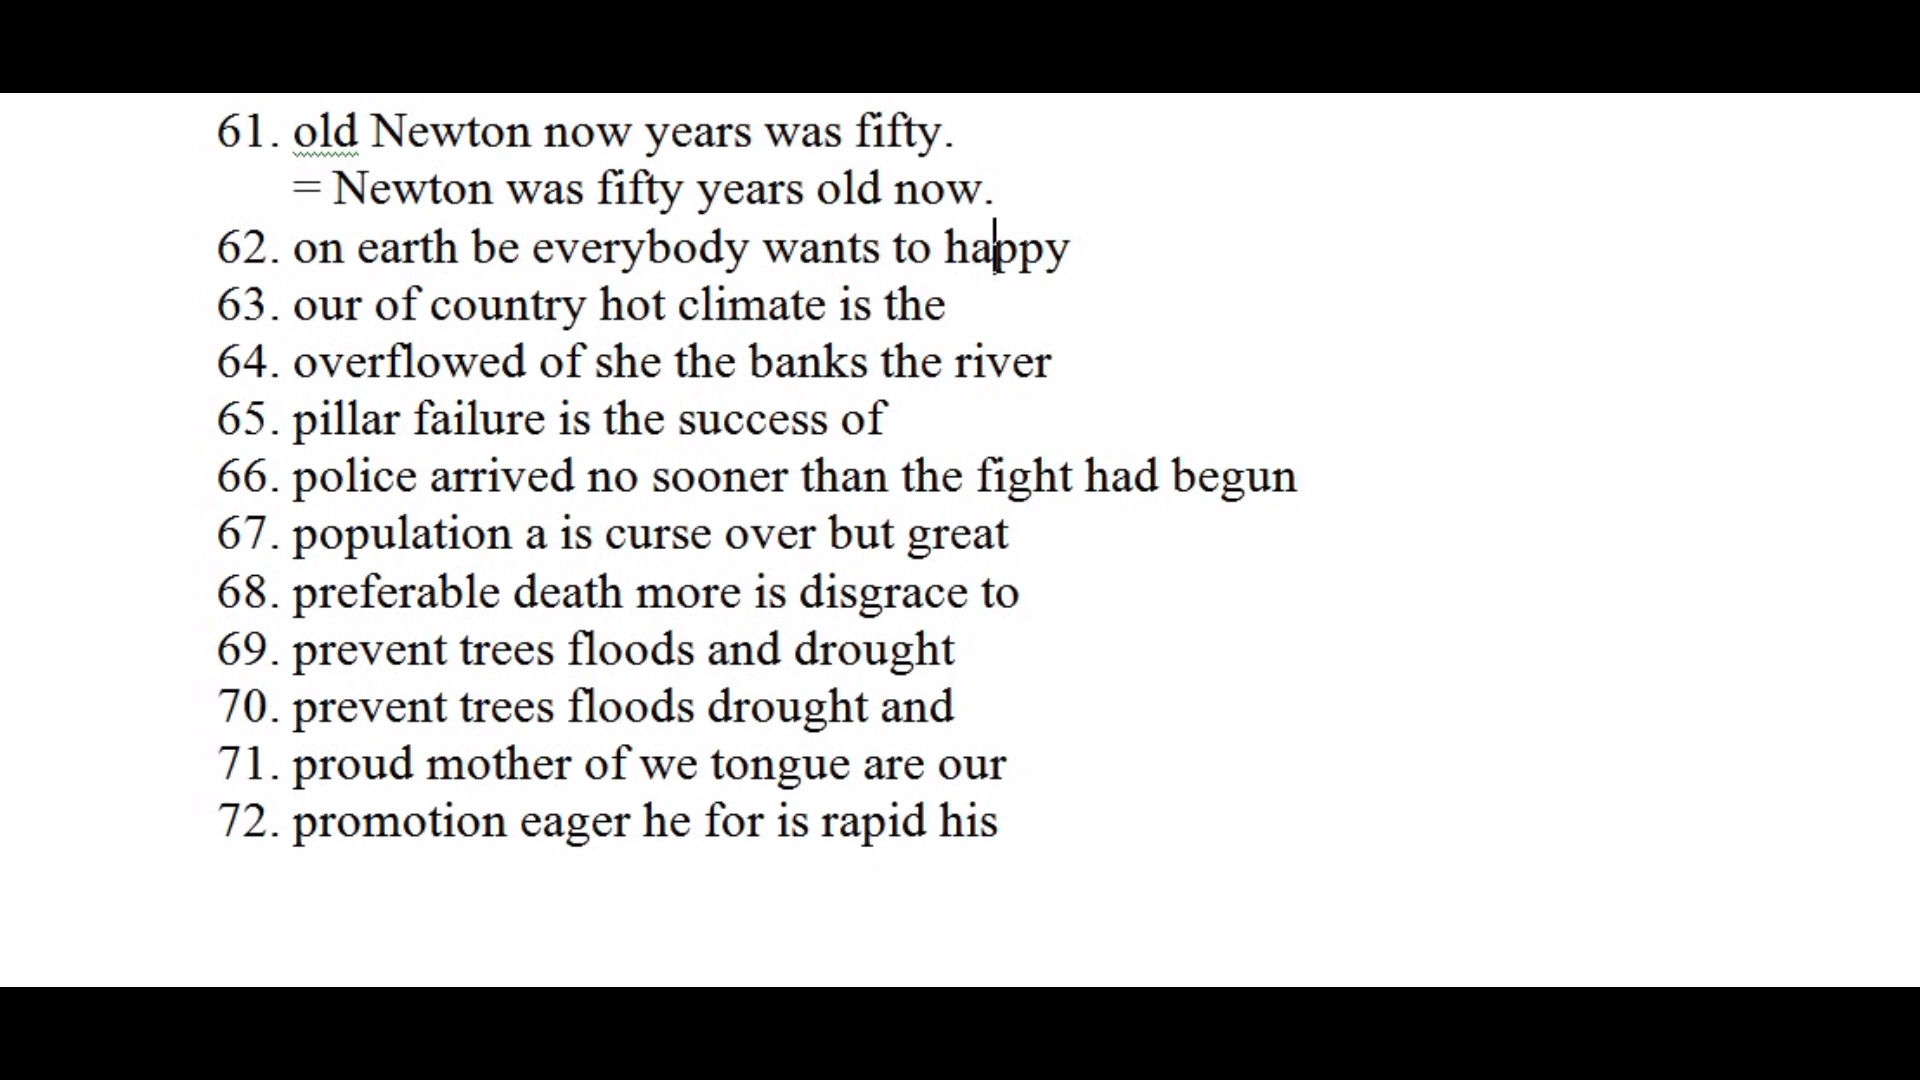 61. old Newton now years was fifty.
= Newton was fifty years old now.
62. on earth be everybody wants to happy
63. our of country hot climate is the
64. overflowed of she the banks the river
65. pillar failure is the success of
66. police arrived no sooner than the fight had begun
67. population a is curse over but great
68. preferable death more is disgrace to
69. prevent trees floods and drought
70. prevent trees floods drought and
71. proud mother of we tongue are our
72. promotion eager he for is rapid his